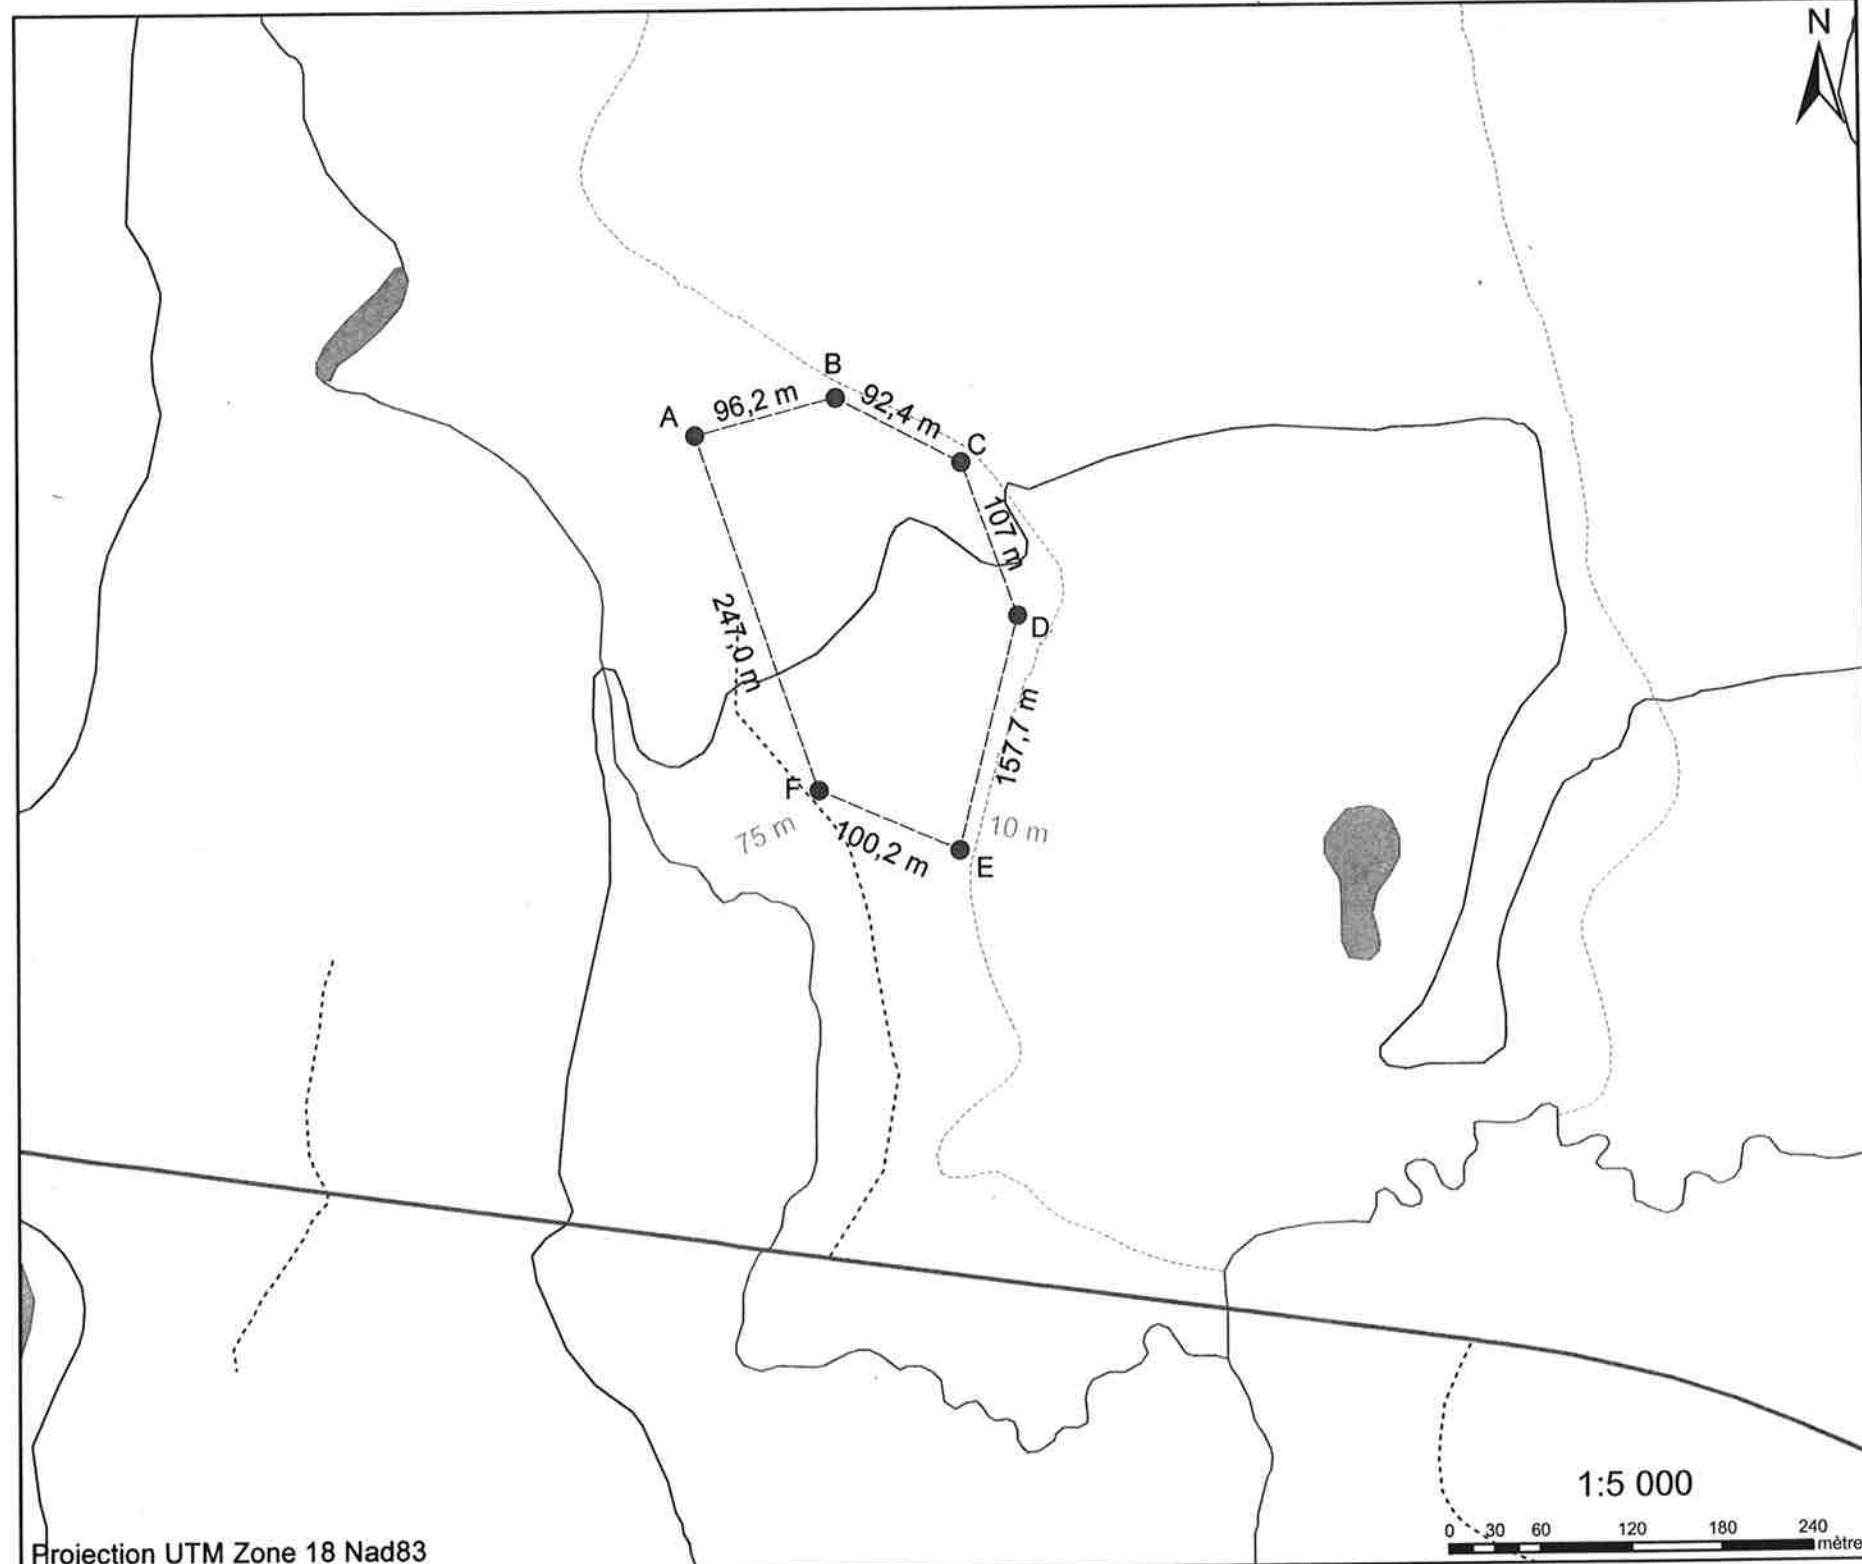 N
B
A
96,2 m
92,4 m
C
107 m
D
247,0 m
157,7 m
F
75 m
100,2 m
10 m
E
1:5 000
0 30 60 120 180 240
mètre
Projection UTM Zone 18 Nad83